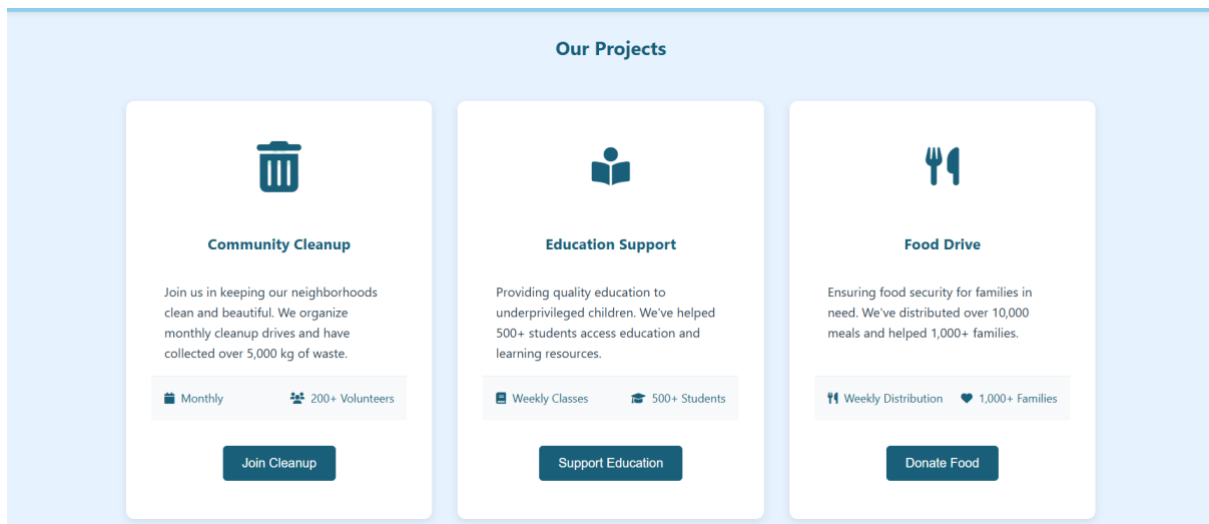 Our Projects
Community Cleanup
Join us in keeping our neighborhoods
clean and beautiful. We organize
monthly cleanup drives and have
collected over 5,000 kg of waste.
Monthly
200+ Volunteers
Join Cleanup
Education Support
Providing quality education to
underprivileged children. We've helped
500+ students access education and
learning resources.
Weekly Classes
500+ Students
Support Education
Food Drive
Ensuring food security for families in
need. We've distributed over 10,000
meals and helped 1,000+ families.
Weekly Distribution
1,000+ Families
Donate Food